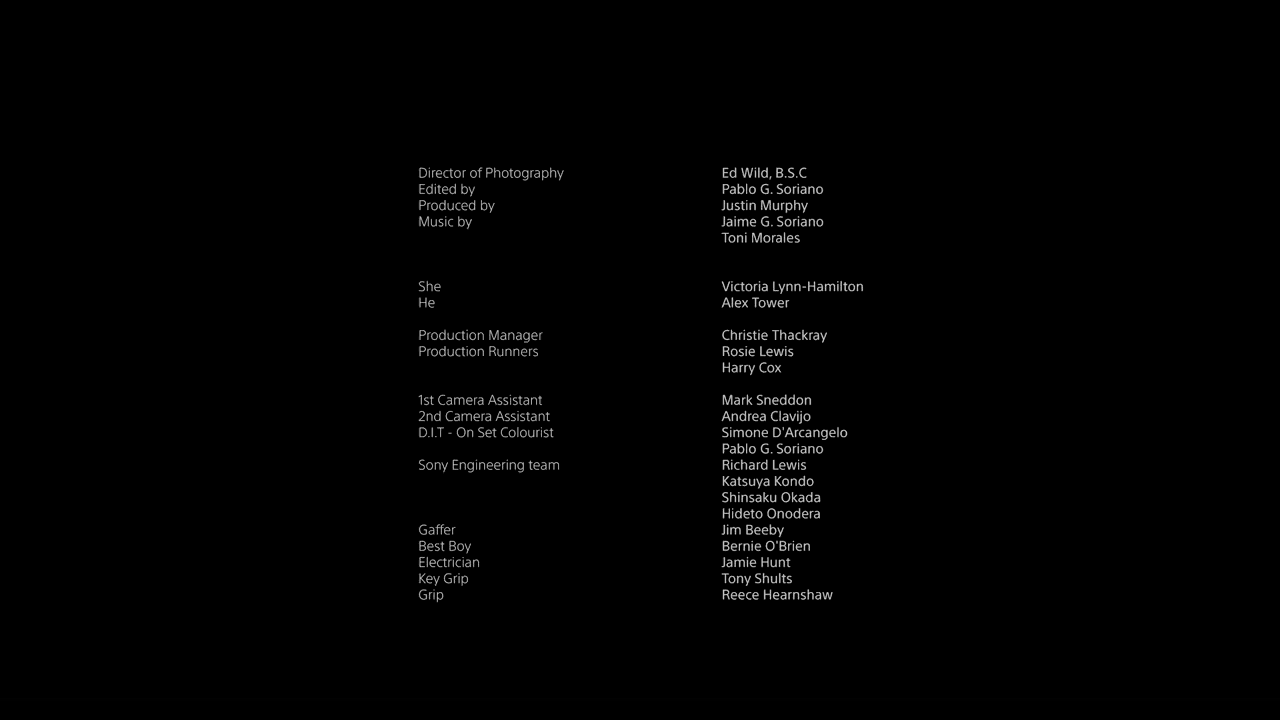 Director of Photography Ed Wild, B.S.C
Edited by Pablo G. Soriano
Produced by Justin Murphy
Music by Jaime G. Soriano
Toni Morales
She Victoria Lynn-Hamilton
He Alex Tower
Production Manager Christie Thackray
Production Runners Rosie Lewis
Harry Cox
1st Camera Assistant Mark Sneddon
2nd Camera Assistant Andrea Clavijo
D.I.T - On Set Colourist Simone D'Arcangelo
Pablo G. Soriano
Sony Engineering team Richard Lewis
Katsuya Kondo
Shinsaku Okada
Hideto Onodera
Gaffer Jim Beeby
Best Boy Bernie O'Brien
Electrician Jamie Hunt
Key Grip Tony Shults
Grip Reece Hearnshaw